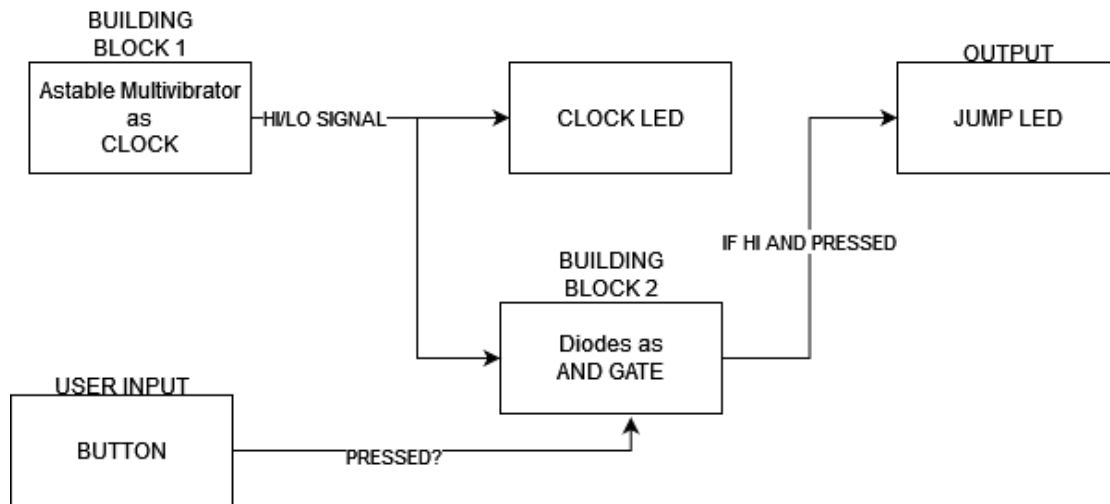 BUILDING
BLOCK 1
Astable Multivibrator
as
CLOCK
HI/LO SIGNAL
CLOCK LED
OUTPUT
JUMP LED
IF HI AND PRESSED
BUILDING
BLOCK 2
Diodes as
AND GATE
USER INPUT
BUTTON
PRESSED?